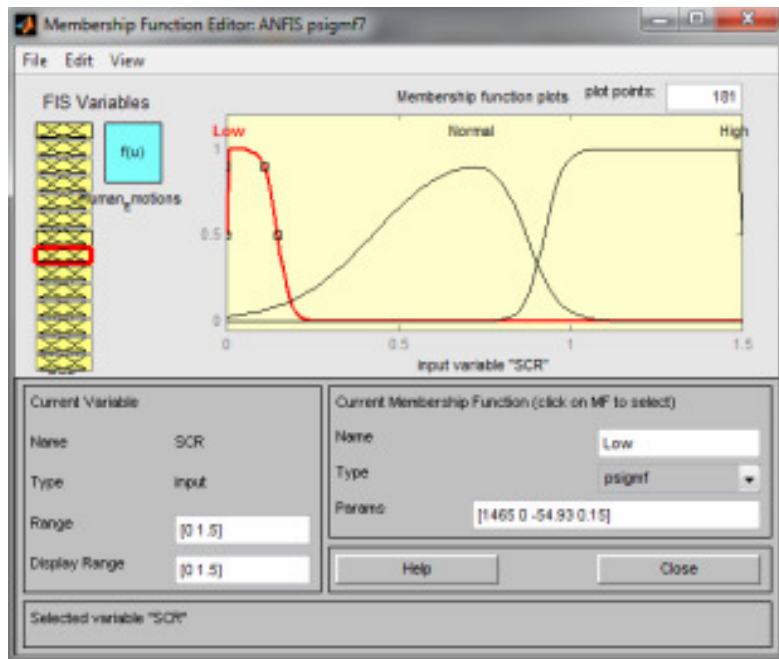 Membership Function Editor: ANFIS psigmf7
File Edit View
FIS Variables
Membership function plots plot points: 181
f(u)
Low Normal High
1
0.5
0
0 0.5 1 1.5
input variable "SCR"
Current Variable
Name SCR
Type input
Range [0 1.5]
Display Range [0 1.5]
Current Membership Function (click on MF to select)
Name Low
Type psigmf
Params [1465 0 -54.93 0.15]
Help Close
Selected variable "SCR"